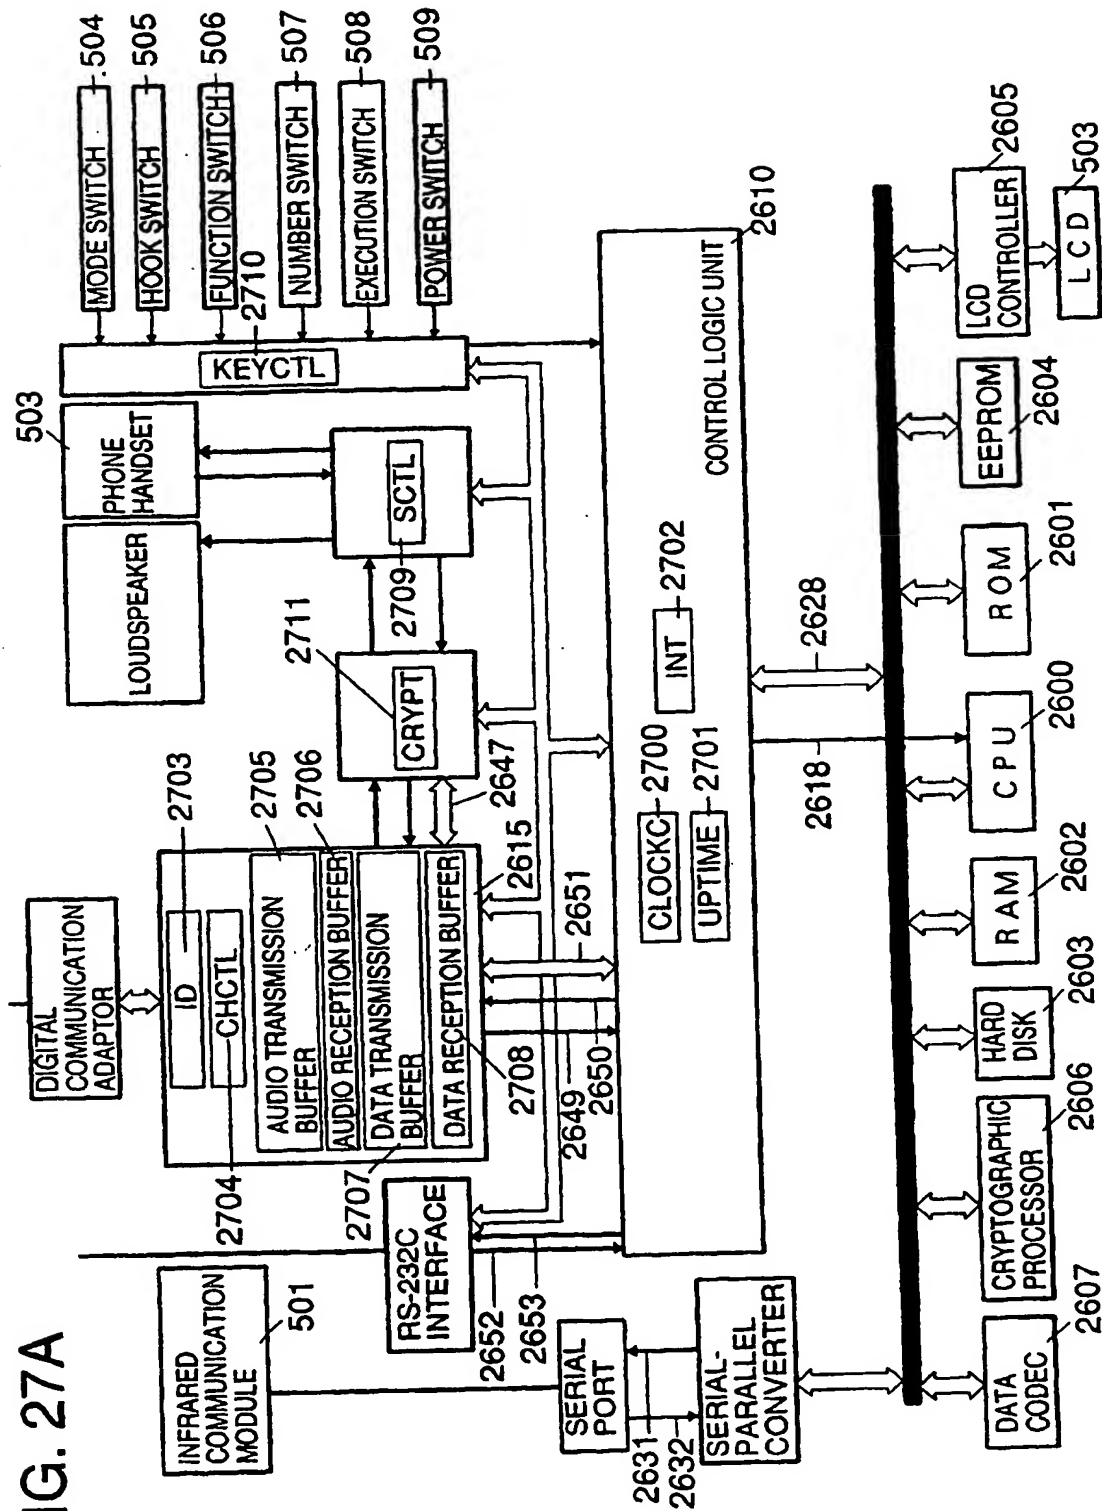 IG. 27A
INFRARED
COMMUNICATION
MODULE
501
DIGITAL
COMMUNICATION
ADAPTOR
ID
2703
CHCTL
2704
AUDIO TRANSMISSION
BUFFER
2705
AUDIO RECEPTION BUFFER
2706
DATA TRANSMISSION
BUFFER
2707
DATA RECEPTION BUFFER
2708
2615
2647
CRYPT
2711
LOUDSPEAKER
PHONE
HANDSET
503
SCTL
2709
KEYCTL
2710
MODE SWITCH
504
HOOK SWITCH
505
FUNCTION SWITCH
506
NUMBER SWITCH
507
EXECUTION SWITCH
508
POWER SWITCH
509
RS-232C
INTERFACE
2652
2653
2649
2650
2651
SERIAL
PORT
2631
2632
SERIAL-
PARALLEL
CONVERTER
CLOCKC
2700
UPTIME
2701
INT
2702
CONTROL LOGIC UNIT
2610
2618
2628
DATA
CODEC
2607
CRYPTOGRAPHIC
PROCESSOR
2606
HARD
DISK
2603
RAM
2602
CPU
2600
ROM
2601
EEPROM
2604
LCD
CONTROLLER
2605
LCD
503